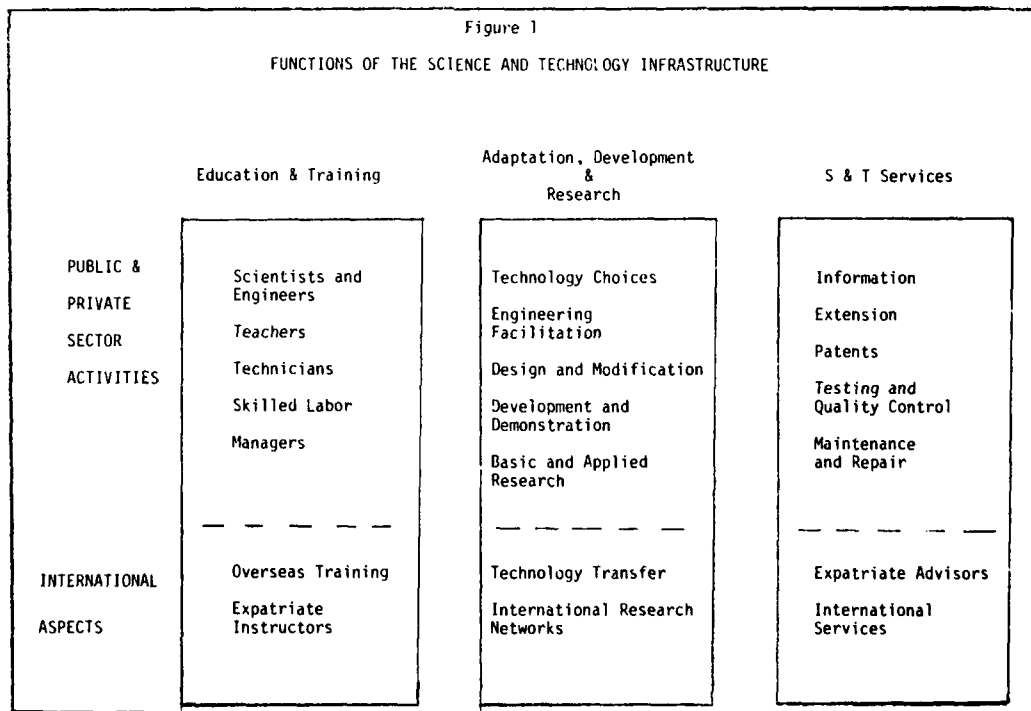 Figure 1
FUNCTIONS OF THE SCIENCE AND TECHNOLOGY INFRASTRUCTURE
Education & Training
Adaptation, Development
&
Research
S & T Services
PUBLIC &
PRIVATE
SECTOR
ACTIVITIES
Scientists and
Engineers
Teachers
Technicians
Skilled Labor
Managers
Technology Choices
Engineering
Facilitation
Design and Modification
Development and
Demonstration
Basic and Applied
Research
Information
Extension
Patents
Testing and
Quality Control
Maintenance
and Repair
INTERNATIONAL
ASPECTS
Overseas Training
Expatriate
Instructors
Technology Transfer
International Research
Networks
Expatriate Advisors
International
Services